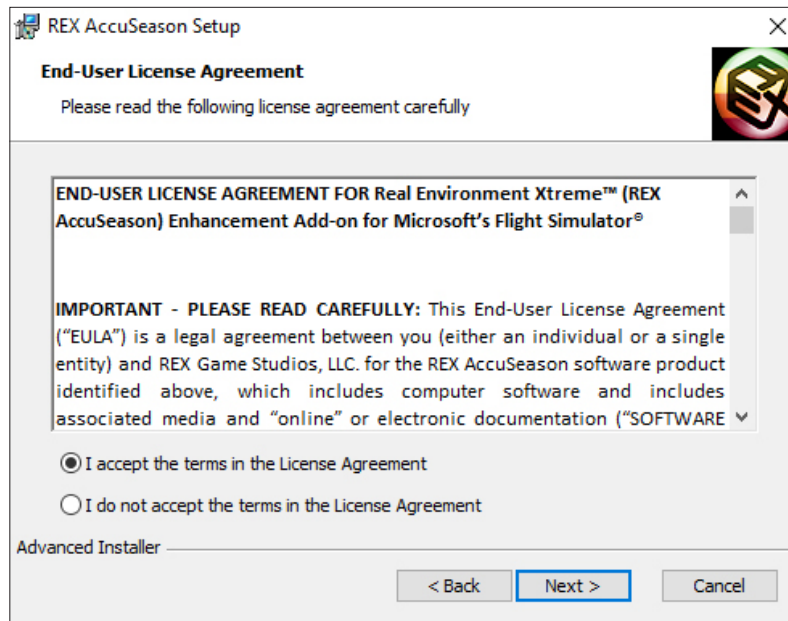 REX AccuSeason Setup
End-User License Agreement
Please read the following license agreement carefully
END-USER LICENSE AGREEMENT FOR Real Environment Xtreme™ (REX
AccuSeason) Enhancement Add-on for Microsoft's Flight Simulator®
IMPORTANT - PLEASE READ CAREFULLY: This End-User License Agreement
("EULA") is a legal agreement between you (either an individual or a single
entity) and REX Game Studios, LLC. for the REX AccuSeason software product
identified above, which includes computer software and includes
associated media and "online" or electronic documentation ("SOFTWARE
I accept the terms in the License Agreement
I do not accept the terms in the License Agreement
Advanced Installer
< Back Next > Cancel